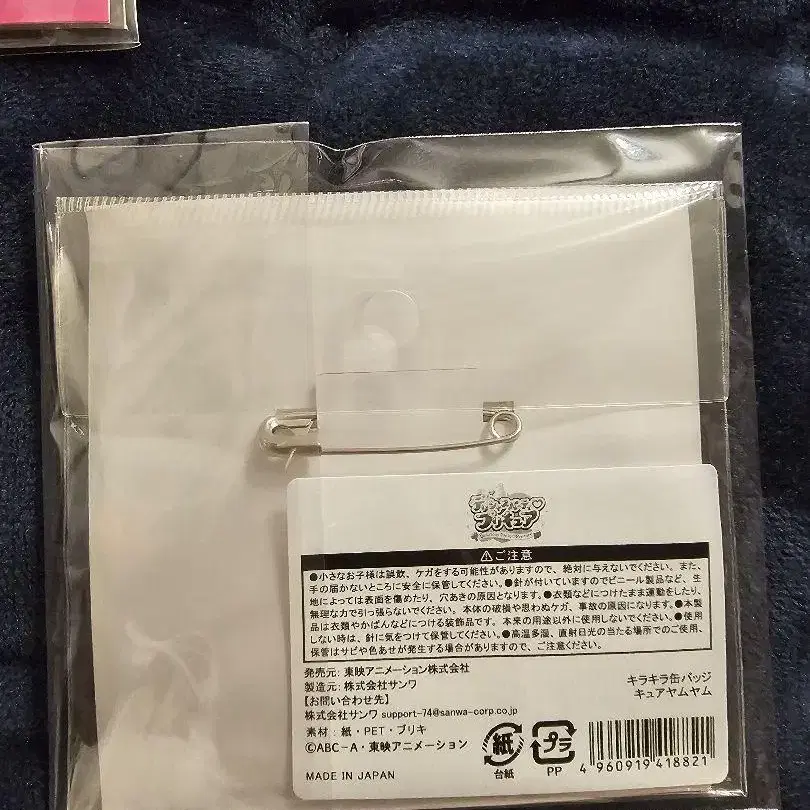 デリシャスパーティ♡
プリキュア
⚠ご注意
●小さなお子様は誤飲、ケガをする可能性がありますので、絶対に与えないでください。また、
手の届かないところに安全に保管してください。●針が付いていますのでビニール製品など、生
地によっては表面を傷めたり、穴あきの原因となります。●衣類などにつけたまま運動をしたり、
無理な力で引っ張らないでください。本体の破損や思わぬケガ、事故の原因になります。●本製
品は衣類やかばんなどにつける装飾品です。本来の用途以外に使用しないでください。●使用
しない時は、針に気をつけて保管してください。●高温多湿、直射日光の当たる場所でのご使用、
保管はサビや色あせが発生する場合がありますので、ご注意ください。
発売元：東映アニメーション株式会社
製造元：株式会社サンワ
【お問い合わせ先】
株式会社サンワ support-74@sanwa-corp.co.jp
キラキラ缶バッジ
キュアヤムヤム
素材：紙・PET・ブリキ
©ABC-A・東映アニメーション
MADE IN JAPAN
紙
台紙
プラ
PP
4 960919 418821